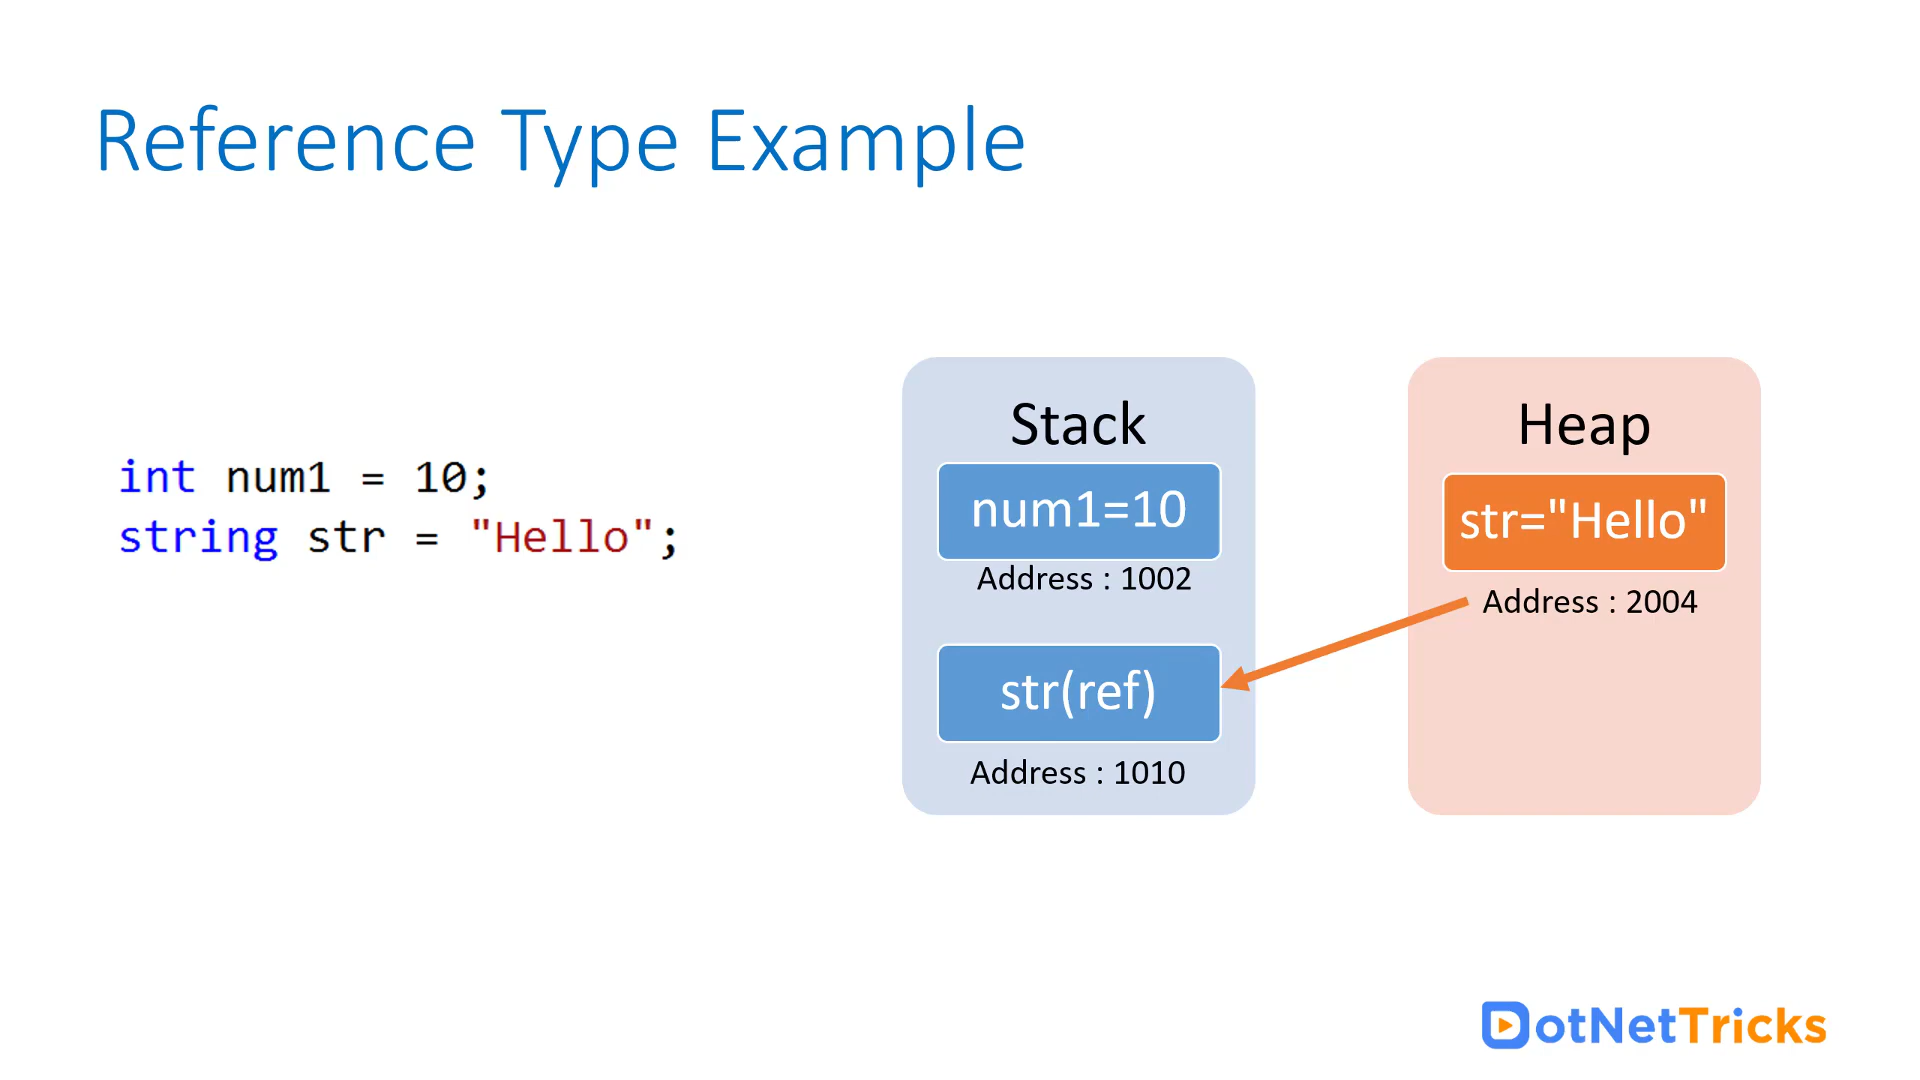 Reference Type Example
int num1 = 10;
string str = "Hello";
Stack
num1=10
Address : 1002
str(ref)
Address : 1010
Heap
str="Hello"
Address : 2004
DotNetTricks